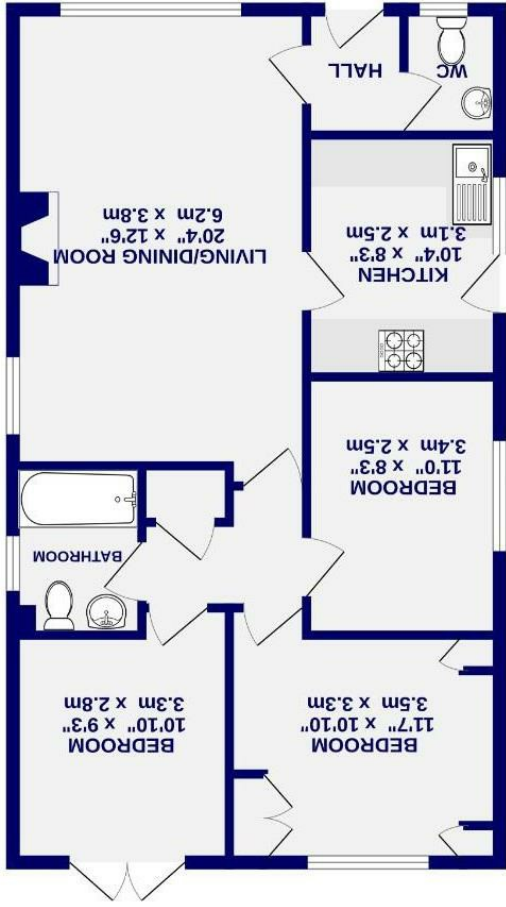 BEDROOM
11'7" x 10'10"
3.5m x 3.3m
BEDROOM
10'10" x 9'3"
3.3m x 2.8m
BATHROOM
BEDROOM
11'0" x 8'3"
3.4m x 2.5m
KITCHEN
10'4" x 8'3"
3.1m x 2.5m
LIVING/DINING ROOM
20'4" x 12'6"
6.2m x 3.8m
WC
HALL